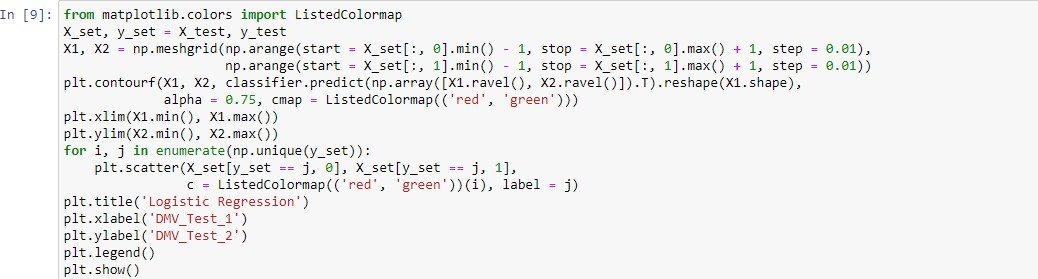 In [9]: from matplotlib.colors import ListedColormap
X_set, y_set = X_test, y_test
X1, X2 = np.meshgrid(np.arange(start = X_set[:, 0].min() - 1, stop = X_set[:, 0].max() + 1, step = 0.01),
                     np.arange(start = X_set[:, 1].min() - 1, stop = X_set[:, 1].max() + 1, step = 0.01))
plt.contourf(X1, X2, classifier.predict(np.array([X1.ravel(), X2.ravel()]).T).reshape(X1.shape),
             alpha = 0.75, cmap = ListedColormap(('red', 'green')))
plt.xlim(X1.min(), X1.max())
plt.ylim(X2.min(), X2.max())
for i, j in enumerate(np.unique(y_set)):
    plt.scatter(X_set[y_set == j, 0], X_set[y_set == j, 1],
                c = ListedColormap(('red', 'green'))(i), label = j)
plt.title('Logistic Regression')
plt.xlabel('DMV_Test_1')
plt.ylabel('DMV_Test_2')
plt.legend()
plt.show()